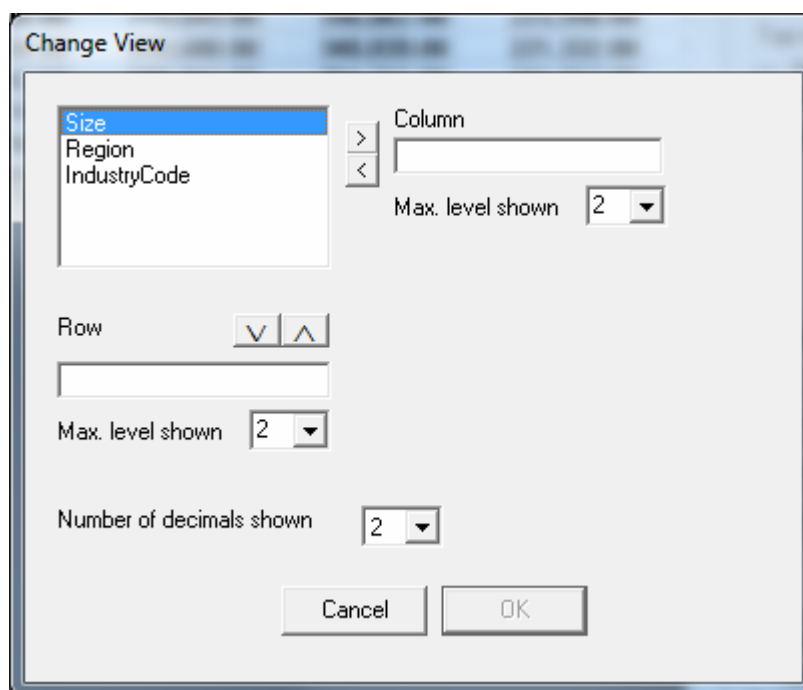 Change View
Size
Region
IndustryCode
>
<
Column
Max. level shown 2
Row
Max. level shown 2
Number of decimals shown 2
Cancel OK